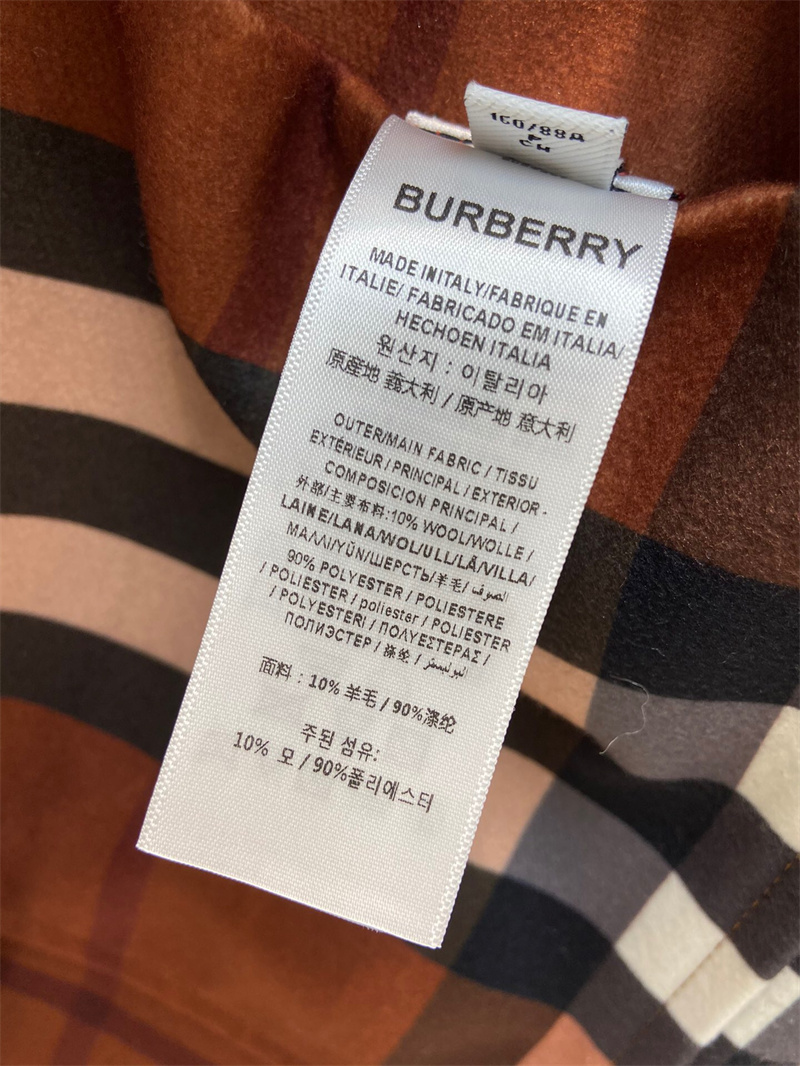 160/88A
P
CH
BURBERRY
MADE INITALY/FABRIQUE EN
ITALIE/ FABRICADO EM ITALIA/
HECHOEN ITALIA
원산지 : 이탈리아
原産地 義大利 / 原产地 意大利
OUTER/MAIN FABRIC / TISSU
EXTÉRIEUR / PRINCIPAL / EXTERIOR -
COMPOSICION PRINCIPAL /
外部/主要布料:10% WOOL/WOLLE /
LAINE/LANA/WOL/ULL/LÃ/VILLA/
ΜΑΛΛΙ/YÜN/ШЕРСТЬ/羊毛/ الصوف
90% POLYESTER / POLIESTERE
/ POLIESTER / poliester / POLIESTER
/ POLYESTERI / ΠΟΛΥΕΣΤΕΡΑΣ /
ПОЛИЭСТЕР / 涤纶 / البوليستر
面料 : 10% 羊毛 / 90%涤纶
주된 섬유:
10% 모 / 90%폴리에스터